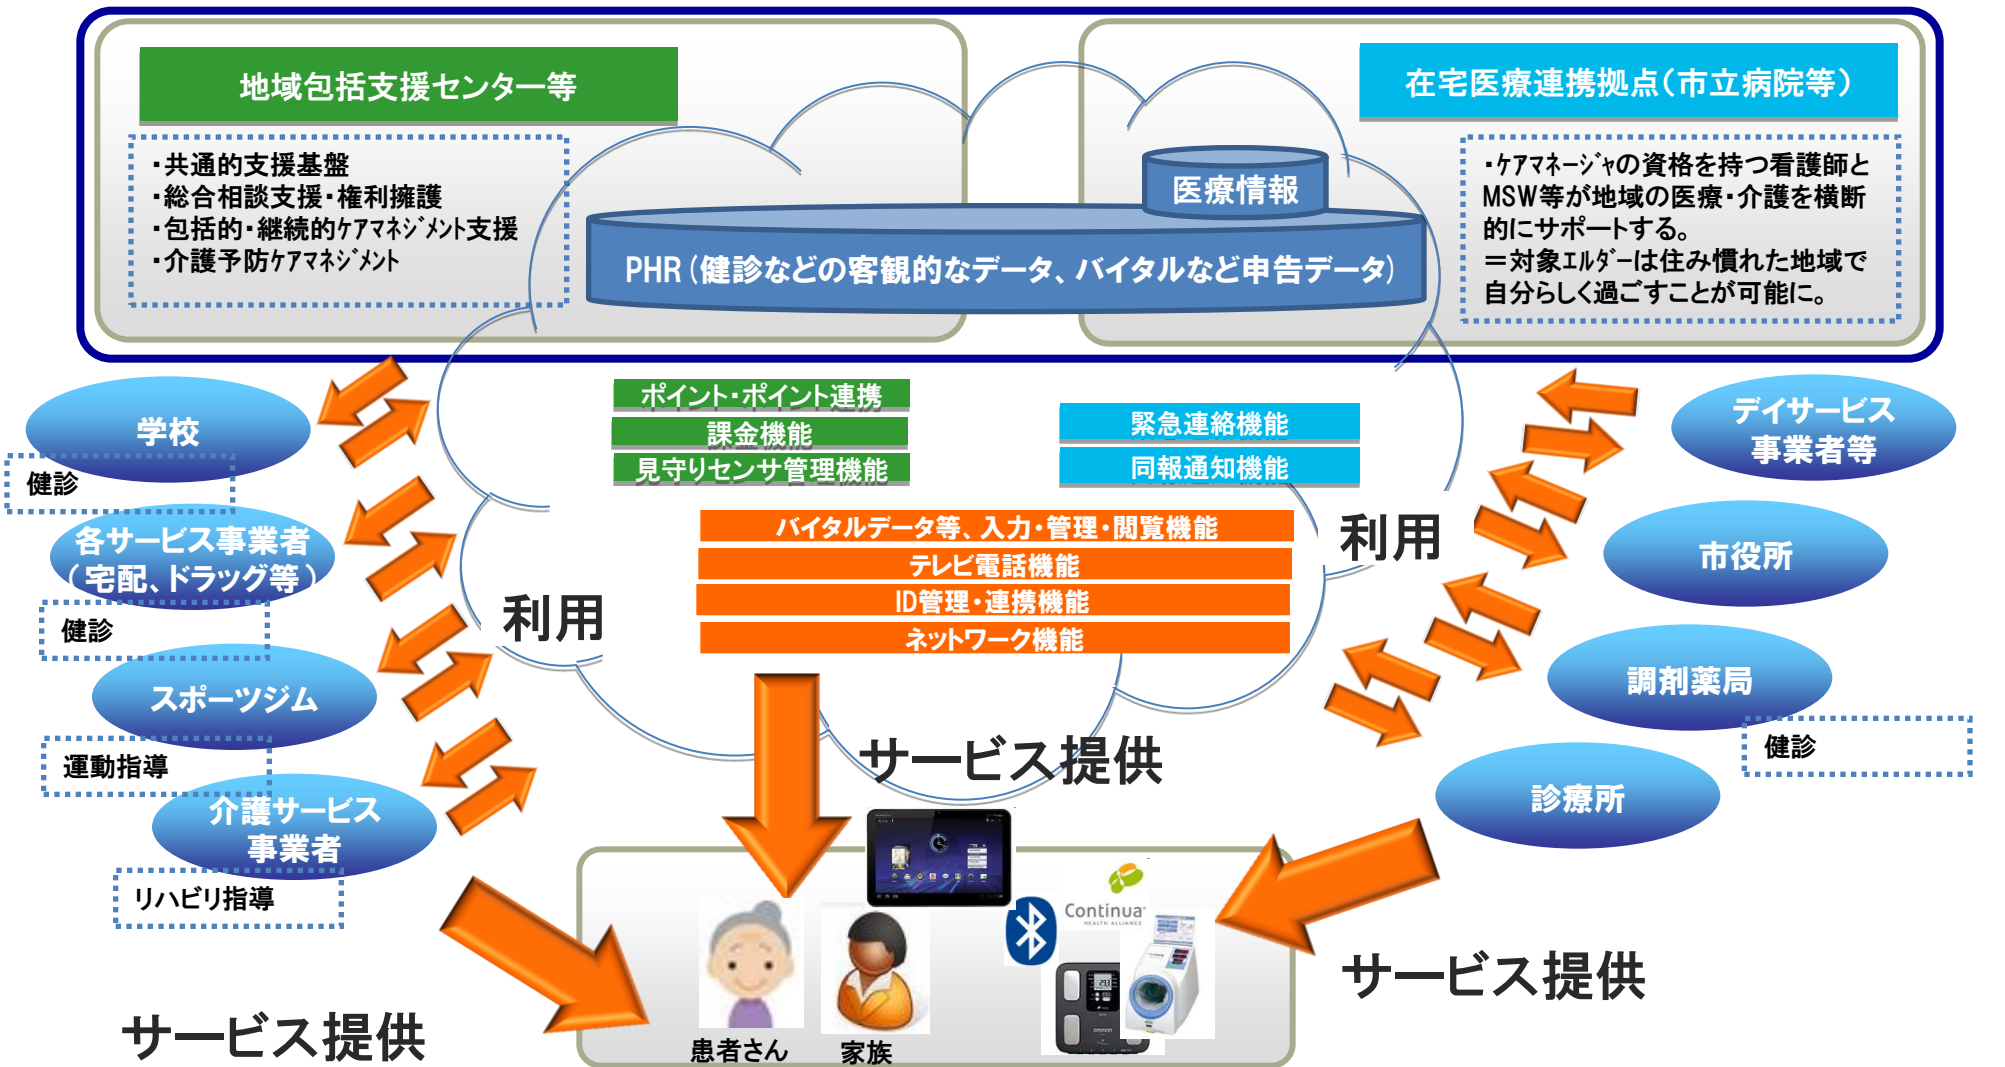 地域包括支援センター等
・共通的支援基盤
・総合相談支援・権利擁護
・包括的・継続的ｹｱﾏﾈｼﾞﾒﾝﾄ支援
・介護予防ｹｱﾏﾈｼﾞﾒﾝﾄ
在宅医療連携拠点（市立病院等）
・ｹｱﾏﾈｰｼﾞｬの資格を持つ看護師と
MSW等が地域の医療・介護を横断
的にサポートする。
＝対象ｴﾙﾀﾞｰは住み慣れた地域で
自分らしく過ごすことが可能に。
医療情報
PHR（健診などの客観的なデータ、バイタルなど申告データ）
ポイント・ポイント連携
課金機能
見守りセンサ管理機能
緊急連絡機能
同報通知機能
バイタルデータ等、入力・管理・閲覧機能
テレビ電話機能
ID管理・連携機能
ネットワーク機能
利用
利用
学校
健診
各サービス事業者
（宅配、ドラッグ等）
健診
スポーツジム
運動指導
介護サービス
事業者
リハビリ指導
デイサービス
事業者等
市役所
調剤薬局
健診
診療所
サービス提供
サービス提供
サービス提供
Continua
HEALTH ALLIANCE
omron
患者さん
家族